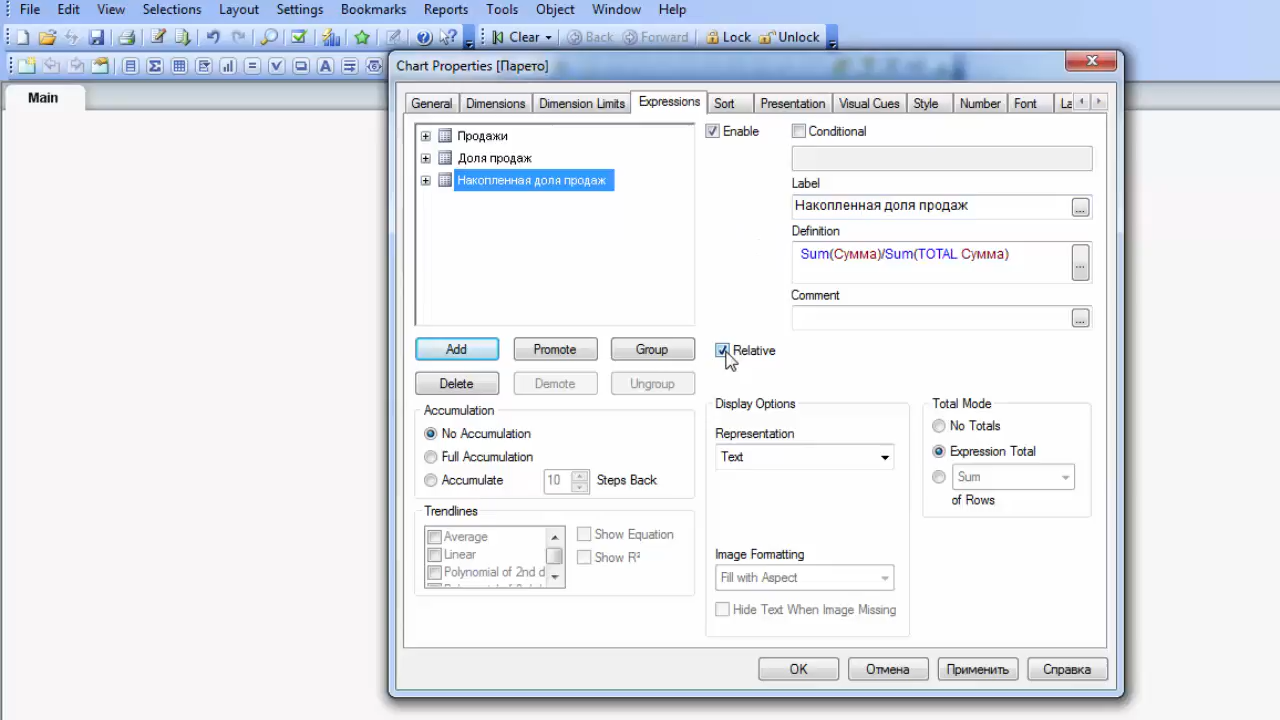 File Edit View Selections Layout Settings Bookmarks Reports Tools Object Window Help
Clear Back Forward Lock Unlock
Main
Chart Properties [Парето]
General Dimensions Dimension Limits Expressions Sort Presentation Visual Cues Style Number Font La
Продажи
Доля продаж
Накопленная доля продаж
Enable
Conditional
Label
Накопленная доля продаж
...
Definition
Sum(Сумма)/Sum(TOTAL Сумма)
...
Comment
...
Add Promote Group
Delete Demote Ungroup
Relative
Accumulation
No Accumulation
Full Accumulation
Accumulate 10 Steps Back
Trendlines
Average
Linear
Polynomial of 2nd d
Show Equation
Show R²
Display Options
Representation
Text
Image Formatting
Fill with Aspect
Hide Text When Image Missing
Total Mode
No Totals
Expression Total
Sum
of Rows
OK Отмена Применить Справка